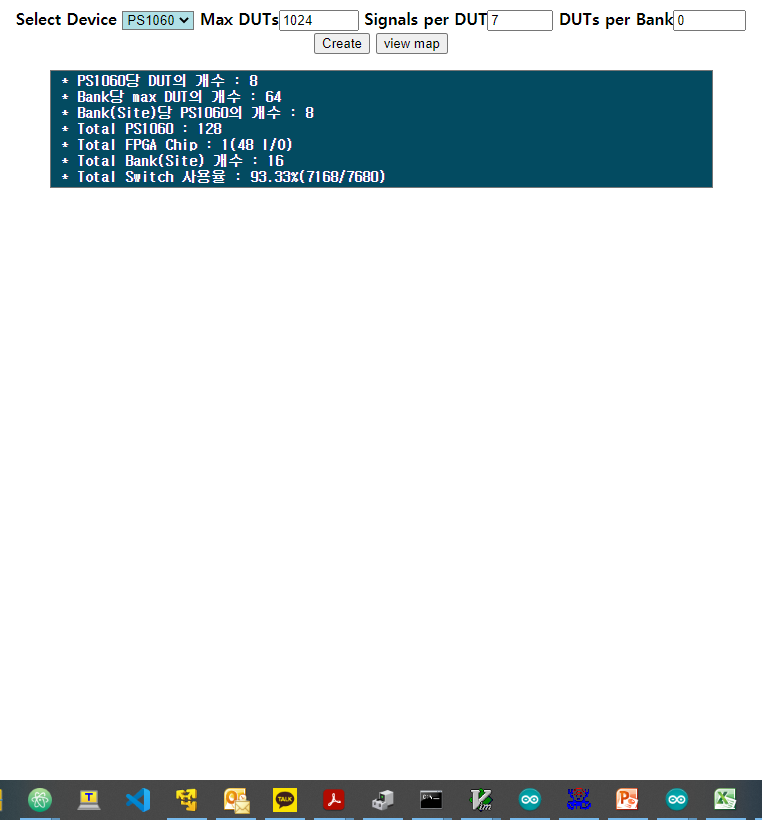 Select Device PS1060 Max DUTs 1024 Signals per DUT 7 DUTs per Bank 0
Create view map
* PS1060당 DUT의 개수 : 8
* Bank당 max DUT의 개수 : 64
* Bank(Site)당 PS1060의 개수 : 8
* Total PS1060 : 128
* Total FPGA Chip : 1(48 I/O)
* Total Bank(Site) 개수 : 16
* Total Switch 사용율 : 93.33%(7168/7680)
T TALK Vim